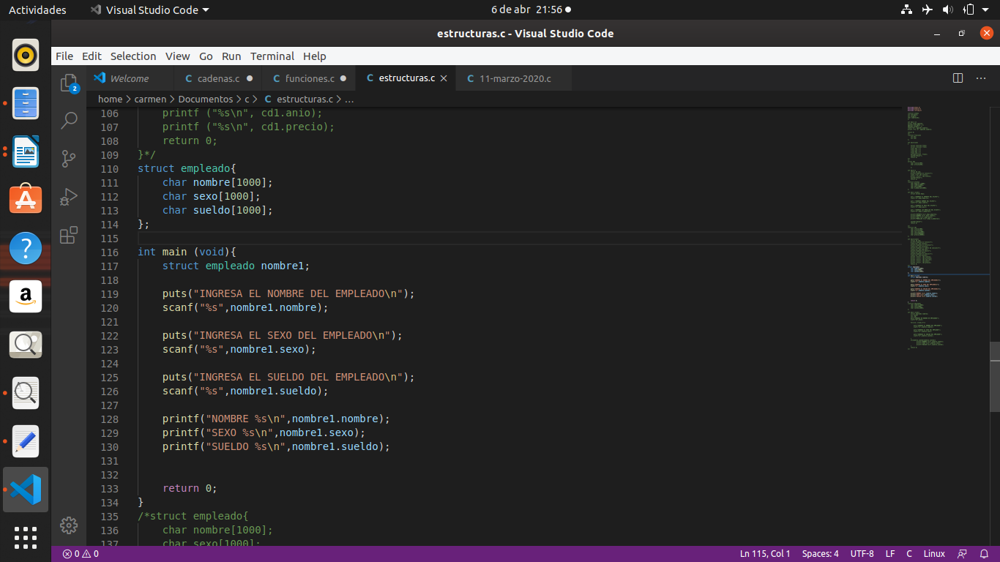 Actividades Visual Studio Code 6 de abr 21:56
estructuras.c - Visual Studio Code
File Edit Selection View Go Run Terminal Help
Welcome C cadenas.c C funciones.c C estructuras.c C 11-marzo-2020.c
2
home > carmen > Documentos > c > C estructuras.c > ...
106 printf ("%s\n", cd1.anio);
107 printf ("%s\n", cd1.precio);
108 return 0;
109 }*/
110 struct empleado{
111 char nombre[1000];
112 char sexo[1000];
113 char sueldo[1000];
114 };
115
116 int main (void){
117 struct empleado nombre1;
118
119 puts("INGRESA EL NOMBRE DEL EMPLEADO\n");
120 scanf("%s",nombre1.nombre);
121
122 puts("INGRESA EL SEXO DEL EMPLEADO\n");
123 scanf("%s",nombre1.sexo);
124
125 puts("INGRESA EL SUELDO DEL EMPLEADO\n");
126 scanf("%s",nombre1.sueldo);
127
128 printf("NOMBRE %s\n",nombre1.nombre);
129 printf("SEXO %s\n",nombre1.sexo);
130 printf("SUELDO %s\n",nombre1.sueldo);
131
132
133 return 0;
134 }
135 /*struct empleado{
136 char nombre[1000];
137 char sexo[1000];
0 0 Ln 115, Col 1 Spaces: 4 UTF-8 LF C Linux